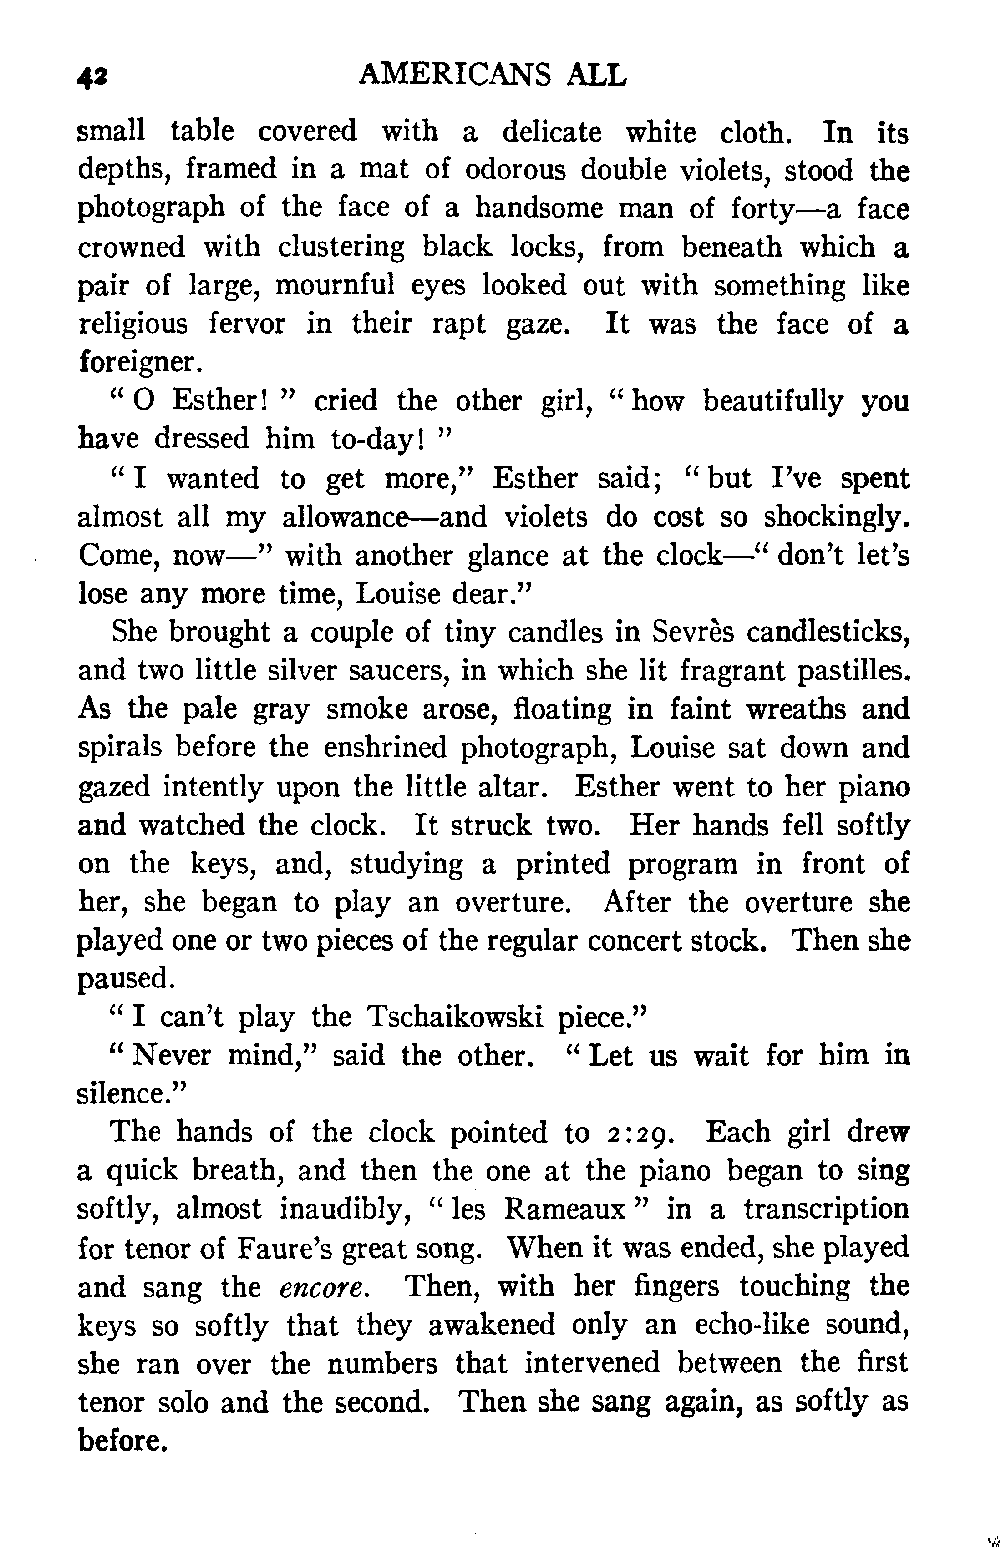 42 AMERICANS ALL
small table covered with a delicate white cloth. In its
depths, framed in a mat of odorous double violets, stood the
photograph of the face of a handsome man of forty—a face
crowned with clustering black locks, from beneath which a
pair of large, mournful eyes looked out with something like
religious fervor in their rapt gaze. It was the face of a
foreigner.
“ O Esther! ” cried the other girl, “ how beautifully you
have dressed him to-day! ”
“ I wanted to get more,” Esther said; “ but I’ve spent
almost all my allowance—and violets do cost so shockingly.
Come, now—” with another glance at the clock—“ don’t let’s
lose any more time, Louise dear.”
She brought a couple of tiny candles in Sevrès candlesticks,
and two little silver saucers, in which she lit fragrant pastilles.
As the pale gray smoke arose, floating in faint wreaths and
spirals before the enshrined photograph, Louise sat down and
gazed intently upon the little altar. Esther went to her piano
and watched the clock. It struck two. Her hands fell softly
on the keys, and, studying a printed program in front of
her, she began to play an overture. After the overture she
played one or two pieces of the regular concert stock. Then she
paused.
“ I can’t play the Tschaikowski piece.”
“ Never mind,” said the other. “ Let us wait for him in
silence.”
The hands of the clock pointed to 2:29. Each girl drew
a quick breath, and then the one at the piano began to sing
softly, almost inaudibly, “ les Rameaux ” in a transcription
for tenor of Faure’s great song. When it was ended, she played
and sang the encore. Then, with her fingers touching the
keys so softly that they awakened only an echo-like sound,
she ran over the numbers that intervened between the first
tenor solo and the second. Then she sang again, as softly as
before.